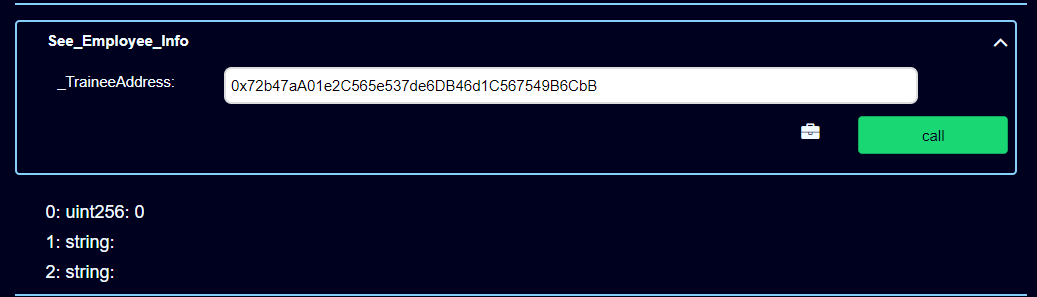 See_Employee_Info
_TraineeAddress:
0x72b47aA01e2C565e537de6DB46d1C567549B6CbB
call
0: uint256: 0
1: string:
2: string: